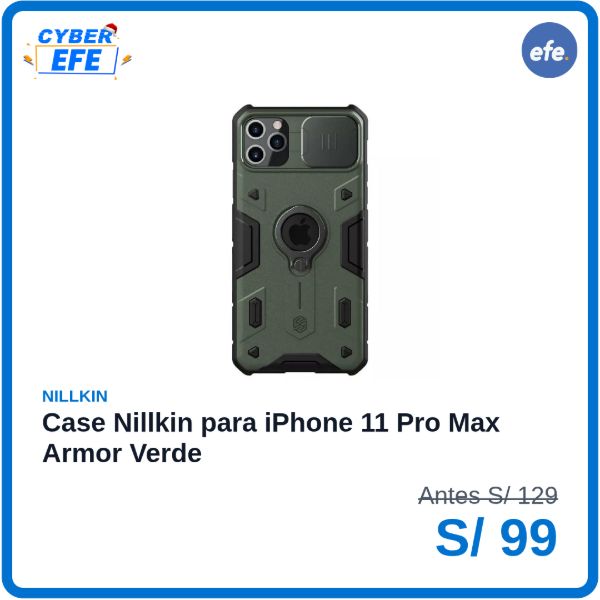 CYBER
EFE
efe.
NILLKIN
Case Nillkin para iPhone 11 Pro Max
Armor Verde
Antes S/ 129
S/ 99